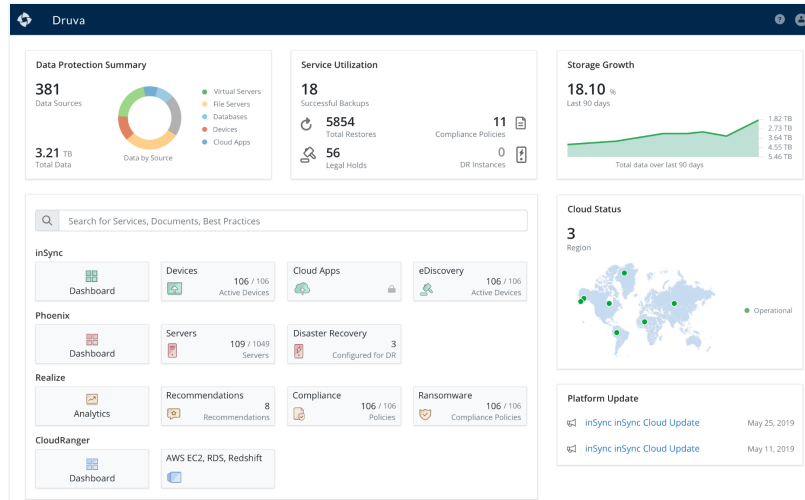 Druva
Data Protection Summary
381
Data Sources
3.21 TB
Total Data
Data by Source
Virtual Servers
File Servers
Databases
Devices
Cloud Apps
Service Utilization
18
Successful Backups
5854
Total Restores
11
Compliance Policies
56
Legal Holds
0
DR Instances
Storage Growth
18.10 %
Last 90 days
1.82 TB
2.73 TB
3.64 TB
4.55 TB
5.46 TB
Total data over last 90 days
Search for Services, Documents, Best Practices
inSync
Dashboard
Devices
106 / 106
Active Devices
Cloud Apps
eDiscovery
106 / 106
Active Devices
Phoenix
Dashboard
Servers
109 / 1049
Servers
Disaster Recovery
3
Configured for DR
Realize
Analytics
Recommendations
8
Recommendations
Compliance
106 / 106
Policies
Ransomware
106 / 106
Compliance Policies
CloudRanger
Dashboard
AWS EC2, RDS, Redshift
Cloud Status
3
Region
Operational
Platform Update
inSync inSync Cloud Update May 25, 2019
inSync inSync Cloud Update May 11, 2019